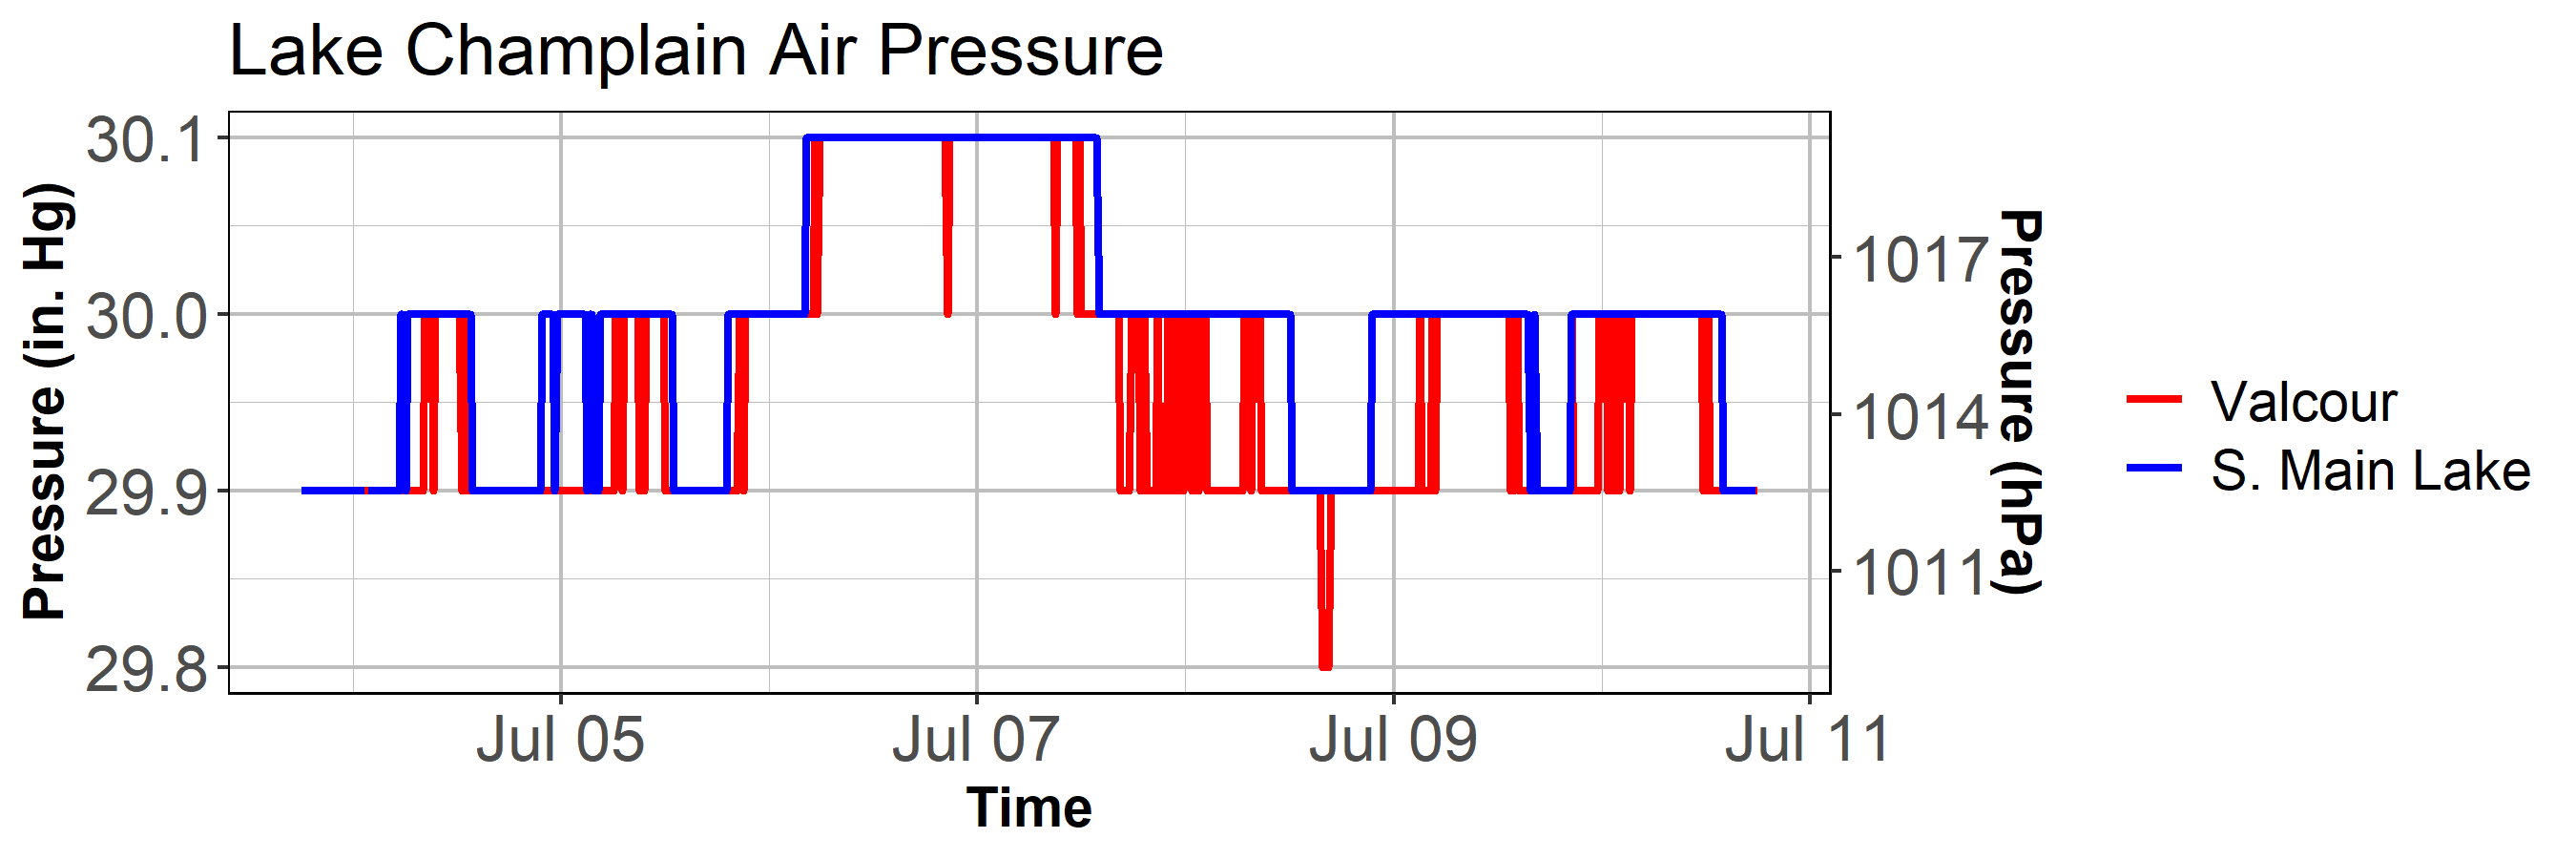 Lake Champlain Air Pressure
Pressure (in. Hg)
30.1
30.0
29.9
29.8
Jul 05
Jul 07
Jul 09
Jul 11
Time
1017
1014
1011
Pressure (hPa)
Valcour
S. Main Lake